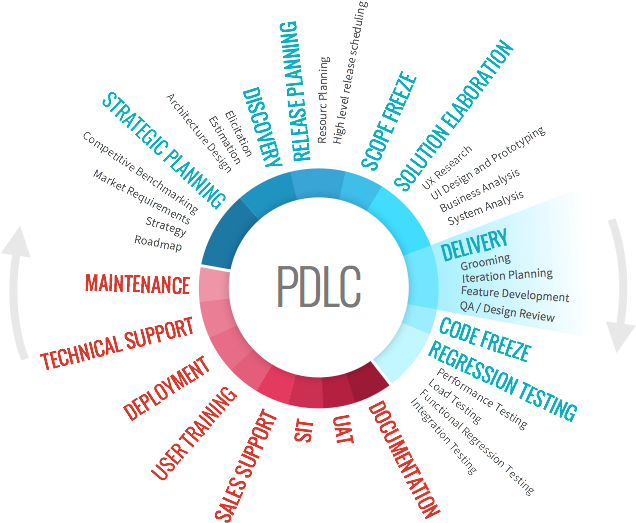 PDLC
STRATEGIC PLANNING
Competitive Benchmarking
Market Requirements
Strategy
Roadmap
DISCOVERY
Elicitation
Estimation
Architecture Design
RELEASE PLANNING
Resourc Planning
High level release scheduling
SCOPE FREEZE
SOLUTION ELABORATION
UX Research
UI Design and Prototyping
Business Analysis
System Analysis
DELIVERY
Grooming
Iteration Planning
Feature Development
QA / Design Review
CODE FREEZE
REGRESSION TESTING
Performance Testing
Load Testing
Functional Regression Testing
Integration Testing
DOCUMENTATION
UAT
SIT
SALES SUPPORT
USER TRAINING
DEPLOYMENT
TECHNICAL SUPPORT
MAINTENANCE